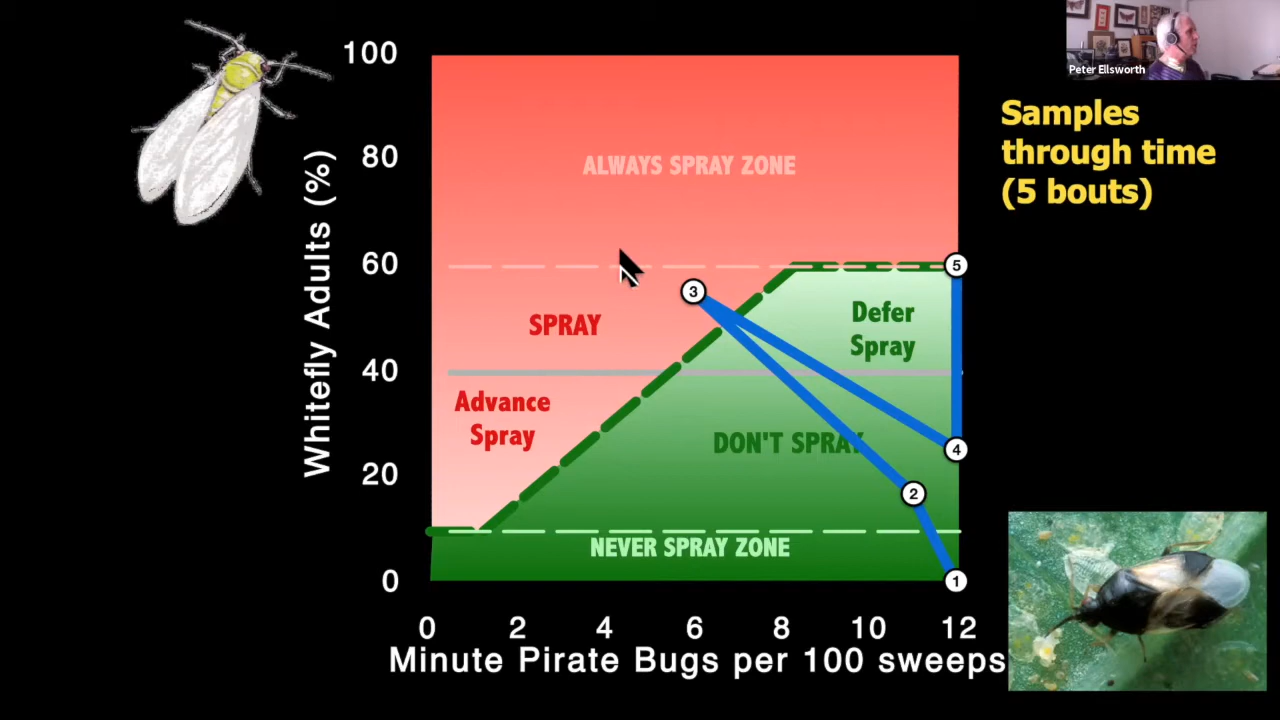 Peter Ellsworth
Samples
through time
(5 bouts)
Whitefly Adults (%)
100
80
60
40
20
0
ALWAYS SPRAY ZONE
SPRAY
Advance
Spray
Defer
Spray
DON'T SPRAY
NEVER SPRAY ZONE
5
3
4
2
1
0 2 4 6 8 10 12
Minute Pirate Bugs per 100 sweeps